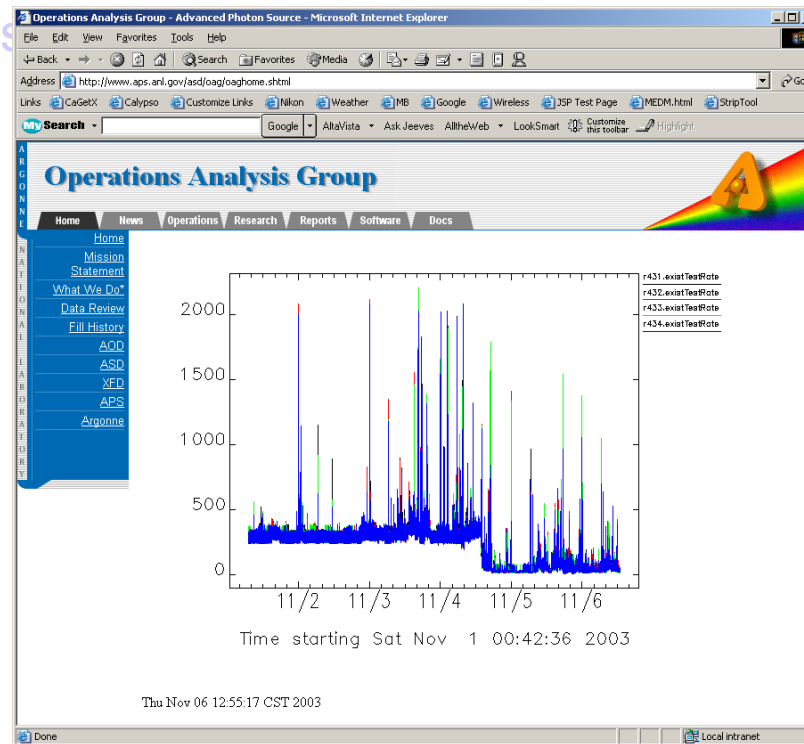 S
Operations Analysis Group - Advanced Photon Source - Microsoft Internet Explorer
File Edit View Favorites Tools Help
Back Search Favorites Media
Address http://www.aps.anl.gov/asd/oag/oaghome.shtml Go
Links CaGetX Calypso Customize Links Nikon Weather MB Google Wireless JSP Test Page MEDM.html StripTool
My Search Google AltaVista Ask Jeeves AlltheWeb LookSmart Customize this toolbar Highlight
ARGONNE NATIONAL LABORATORY
Operations Analysis Group
Home News Operations Research Reports Software Docs
Home
Mission
Statement
What We Do*
Data Review
Fill History
AOD
ASD
XFD
APS
Argonne
r431.existTestRate
r432.existTestRate
r433.existTestRate
r434.existTestRate
2000
1500
1000
500
0
11/2 11/3 11/4 11/5 11/6
Time starting Sat Nov 1 00:42:36 2003
Thu Nov 06 12:55:17 CST 2003
Done Local intranet